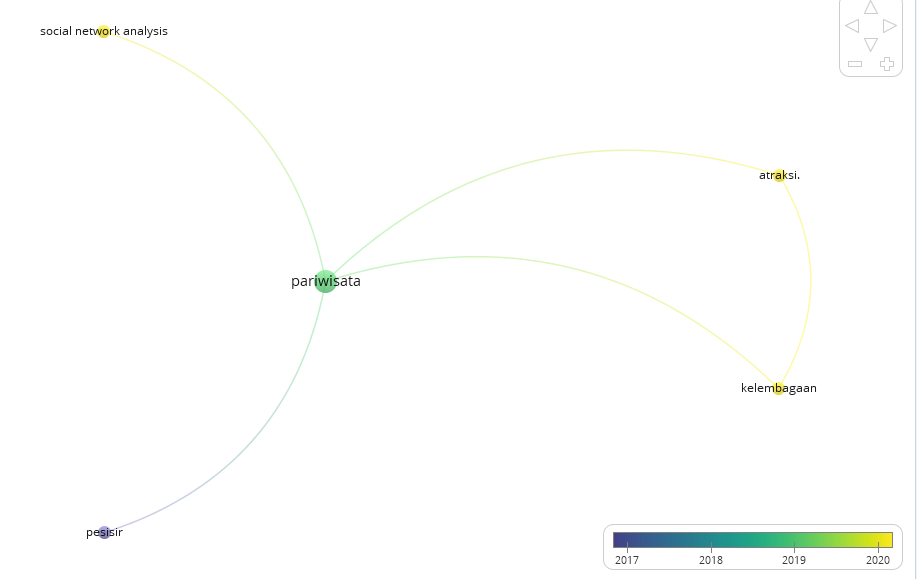 social network analysis
atraksi.
pariwisata
kelembagaan
pesisir
2017 2018 2019 2020